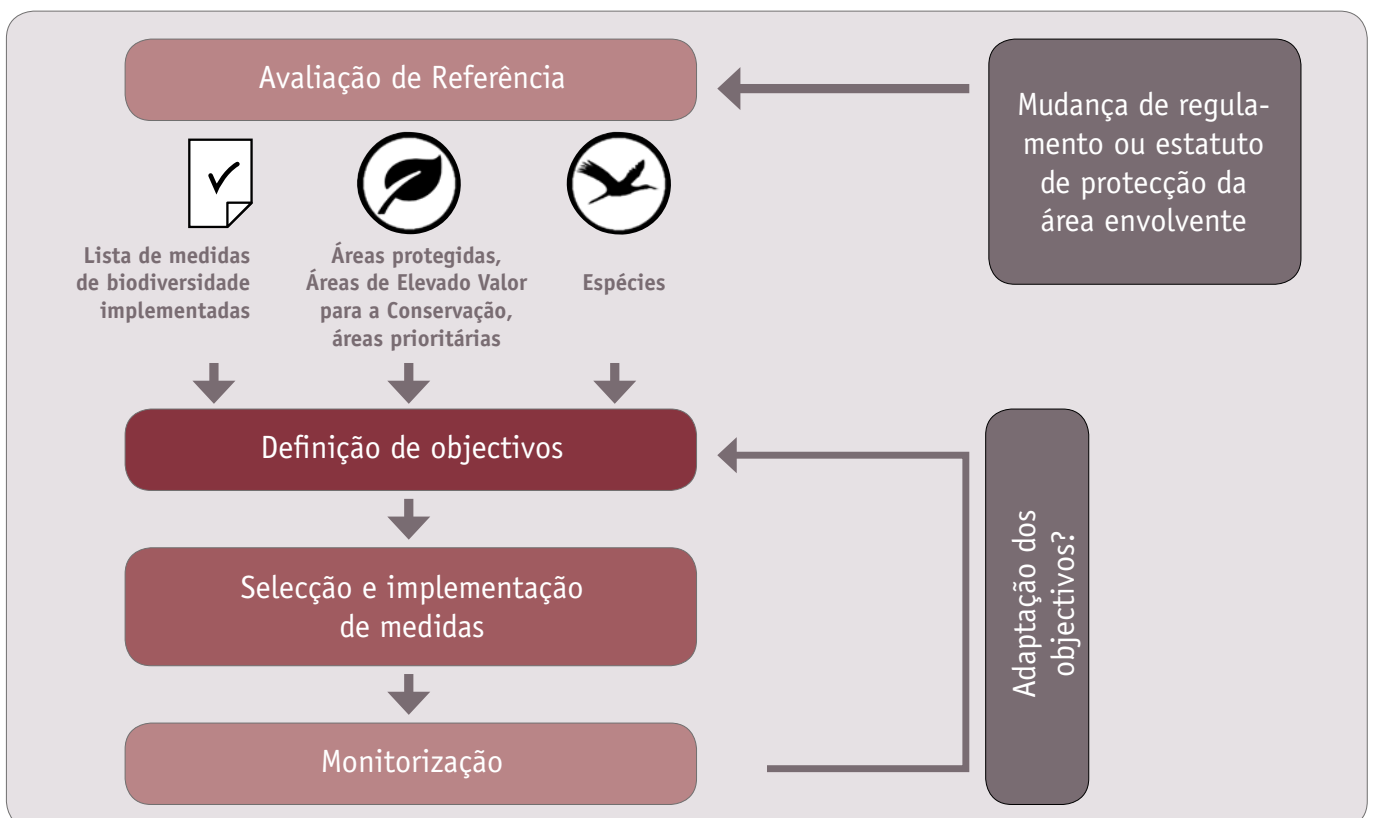 Avaliação de Referência
Mudança de regula-
mento ou estatuto
de protecção da
área envolvente
Lista de medidas
de biodiversidade
implementadas
Áreas protegidas,
Áreas de Elevado Valor
para a Conservação,
áreas prioritárias
Espécies
Definição de objectivos
Selecção e implementação
de medidas
Monitorização
Adaptação dos
objectivos?